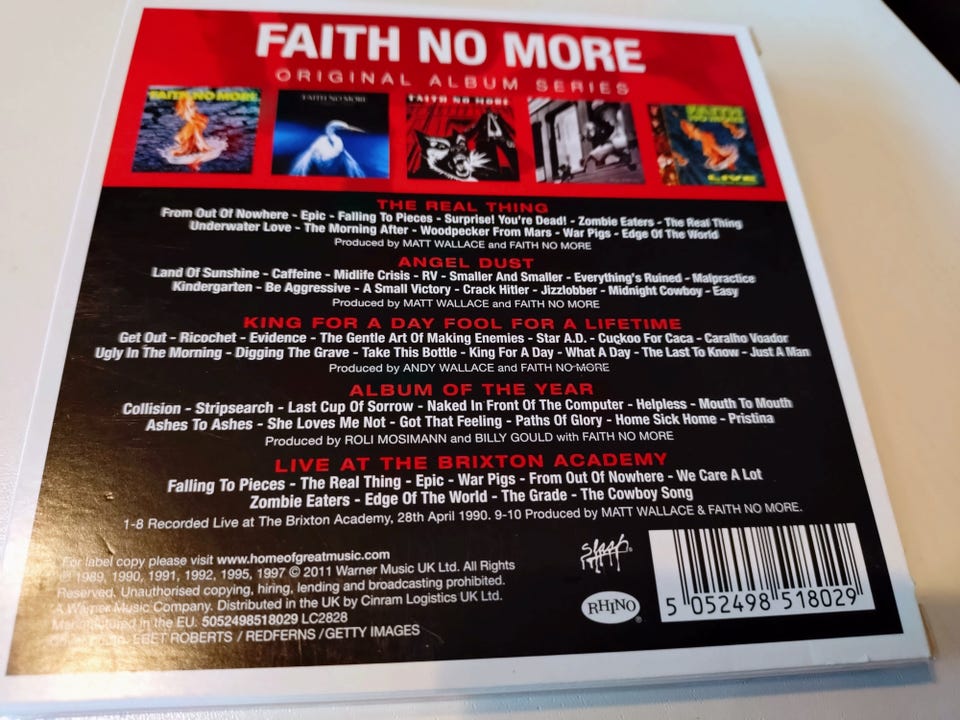 FAITH NO MORE
ORIGINAL ALBUM SERIES
FAITH NO MORE
FAITH NO MORE
FAITH NO MORE
FAITH NO MORE
LIVE
THE REAL THING
From Out Of Nowhere - Epic - Falling To Pieces - Surprise! You're Dead! - Zombie Eaters - The Real Thing
Underwater Love - The Morning After - Woodpecker From Mars - War Pigs - Edge Of The World
Produced by MATT WALLACE and FAITH NO MORE
ANGEL DUST
Land Of Sunshine - Caffeine - Midlife Crisis - RV - Smaller And Smaller - Everything's Ruined - Malpractice
Kindergarten - Be Aggressive - A Small Victory - Crack Hitler - Jizzlobber - Midnight Cowboy - Easy
Produced by MATT WALLACE and FAITH NO MORE
KING FOR A DAY FOOL FOR A LIFETIME
Get Out - Ricochet - Evidence - The Gentle Art Of Making Enemies - Star A.D. - Cuckoo For Caca - Caralho Voador
Ugly In The Morning - Digging The Grave - Take This Bottle - King For A Day - What A Day - The Last To Know - Just A Man
Produced by ANDY WALLACE and FAITH NO MORE
ALBUM OF THE YEAR
Collision - Stripsearch - Last Cup Of Sorrow - Naked In Front Of The Computer - Helpless - Mouth To Mouth
Ashes To Ashes - She Loves Me Not - Got That Feeling - Paths Of Glory - Home Sick Home - Pristina
Produced by ROLI MOSIMANN and BILLY GOULD with FAITH NO MORE
LIVE AT THE BRIXTON ACADEMY
Falling To Pieces - The Real Thing - Epic - War Pigs - From Out Of Nowhere - We Care A Lot
Zombie Eaters - Edge Of The World - The Grade - The Cowboy Song
1-8 Recorded Live at The Brixton Academy, 28th April 1990. 9-10 Produced by MATT WALLACE & FAITH NO MORE.
For label copy please visit www.homeofgreatmusic.com
℗ 1989, 1990, 1991, 1992, 1995, 1997 © 2011 Warner Music UK Ltd. All Rights
Reserved. Unauthorised copying, hiring, lending and broadcasting prohibited.
A Warner Music Company. Distributed in the UK by Cinram Logistics UK Ltd.
Manufactured in the EU. 5052498518029 LC2828
EBET ROBERTS / REDFERNS / GETTY IMAGES
slash
RHINO
5 052498 518029